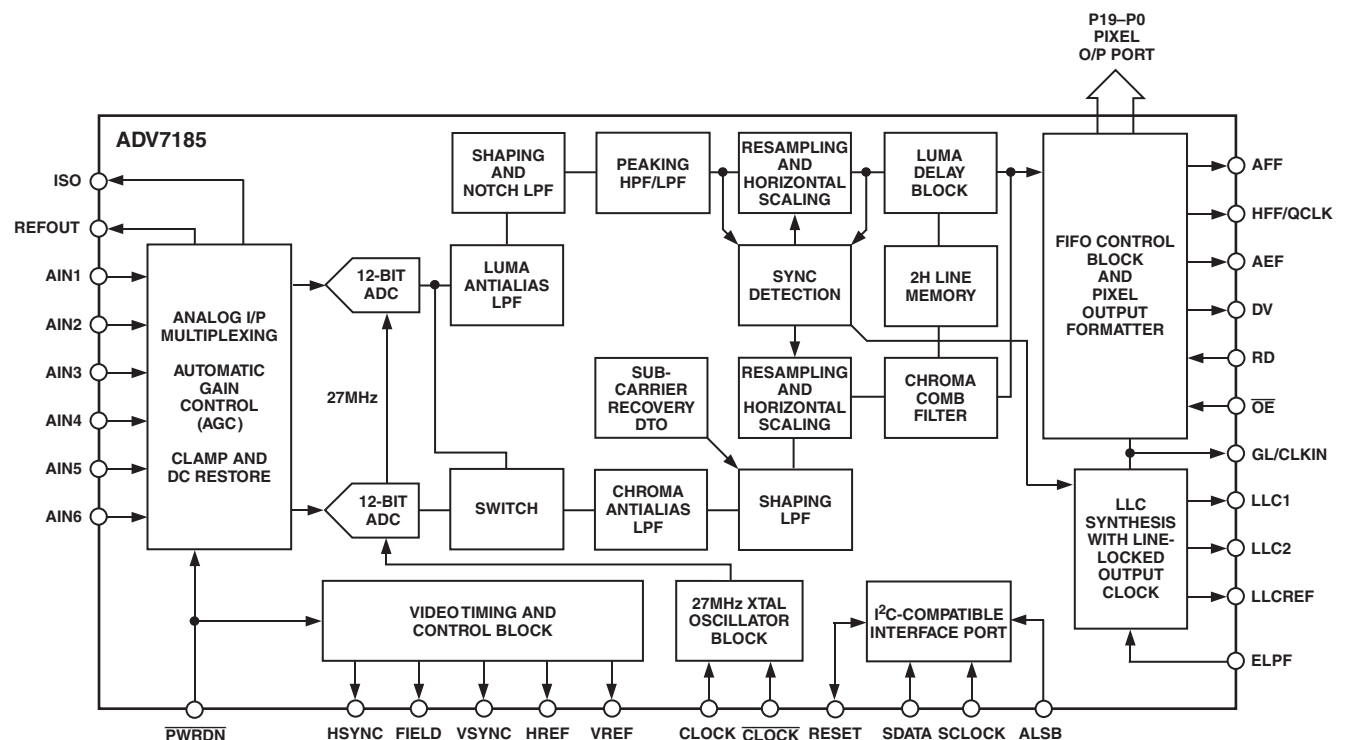 P19–P0
PIXEL
O/P PORT
ADV7185
ISO
REFOUT
AIN1
AIN2
AIN3
AIN4
AIN5
AIN6
ANALOG I/P
MULTIPLEXING
AUTOMATIC
GAIN
CONTROL
(AGC)
CLAMP AND
DC RESTORE
12-BIT
ADC
27MHz
12-BIT
ADC
SHAPING
AND
NOTCH LPF
LUMA
ANTIALIAS
LPF
PEAKING
HPF/LPF
RESAMPLING
AND
HORIZONTAL
SCALING
LUMA
DELAY
BLOCK
SYNC
DETECTION
2H LINE
MEMORY
SUB-
CARRIER
RECOVERY
DTO
RESAMPLING
AND
HORIZONTAL
SCALING
CHROMA
COMB
FILTER
SWITCH
CHROMA
ANTIALIAS
LPF
SHAPING
LPF
FIFO CONTROL
BLOCK
AND
PIXEL
OUTPUT
FORMATTER
LLC
SYNTHESIS
WITH LINE-
LOCKED
OUTPUT
CLOCK
AFF
HFF/QCLK
AEF
DV
RD
OE
GL/CLKIN
LLC1
LLC2
LLCREF
ELPF
VIDEO TIMING AND
CONTROL BLOCK
27MHz XTAL
OSCILLATOR
BLOCK
I²C-COMPATIBLE
INTERFACE PORT
PWRDN
HSYNC
FIELD
VSYNC
HREF
VREF
CLOCK
CLOCK
RESET
SDATA
SCLOCK
ALSB